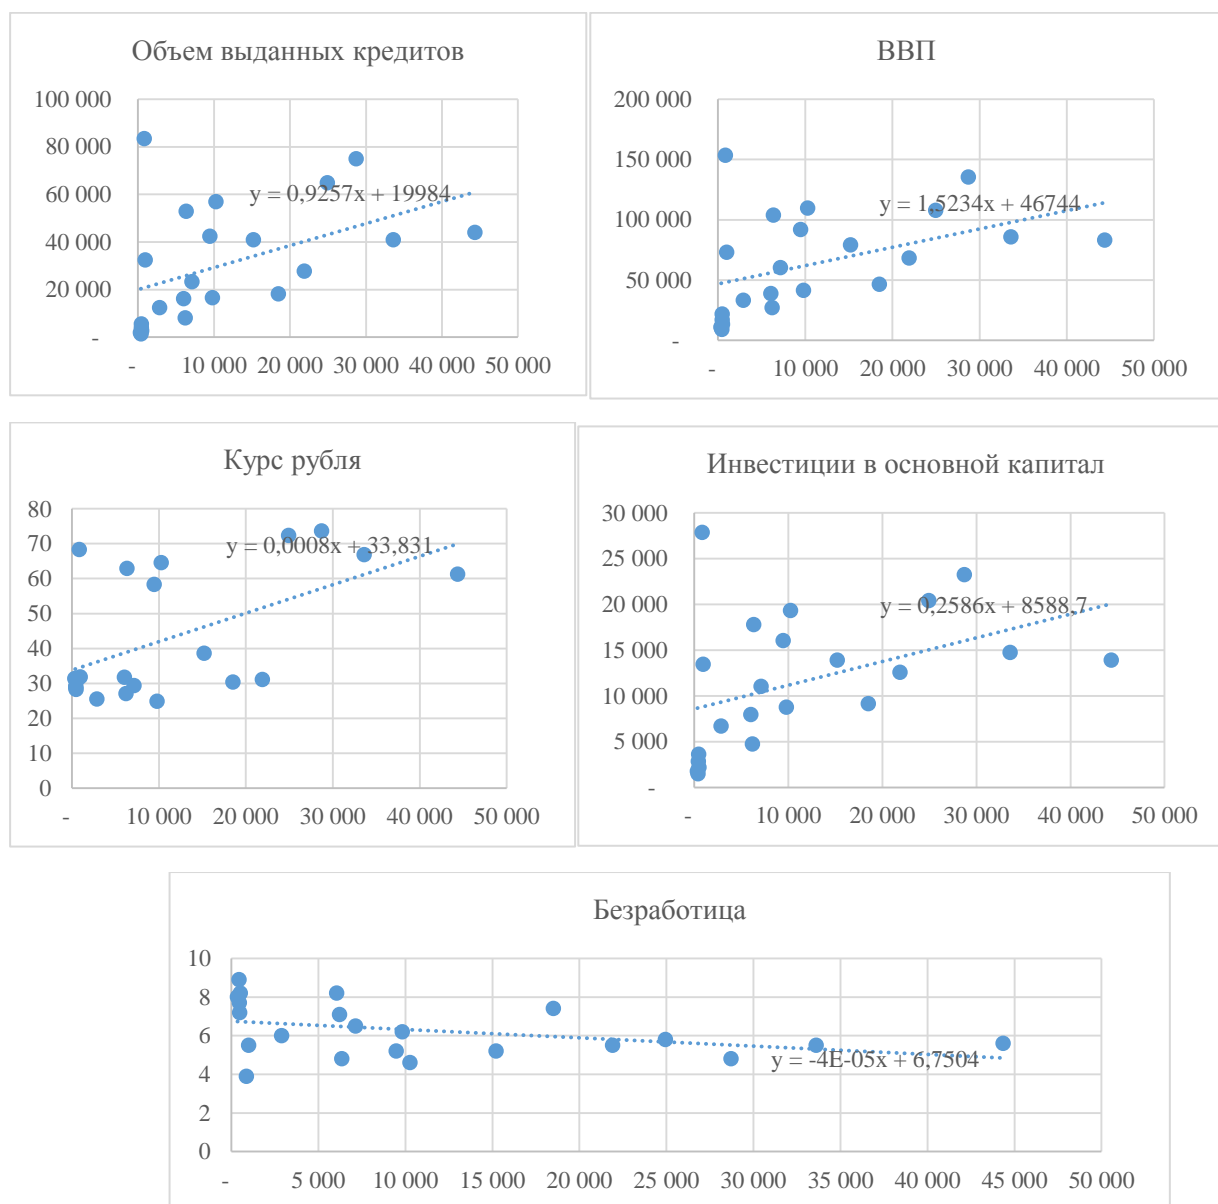 Объем выданных кредитов
100 000
80 000
60 000
40 000
20 000
-
y = 0,9257x + 19984
- 10 000 20 000 30 000 40 000 50 000
ВВП
200 000
150 000
100 000
50 000
-
y = 1,5234x + 46744
- 10 000 20 000 30 000 40 000 50 000
Курс рубля
80
70
60
50
40
30
20
10
0
y = 0,0008x + 33,831
- 10 000 20 000 30 000 40 000 50 000
Инвестиции в основной капитал
30 000
25 000
20 000
15 000
10 000
5 000
-
y = 0,2586x + 8588,7
- 10 000 20 000 30 000 40 000 50 000
Безработица
10
8
6
4
2
0
y = -4E-05x + 6,7504
- 5 000 10 000 15 000 20 000 25 000 30 000 35 000 40 000 45 000 50 000